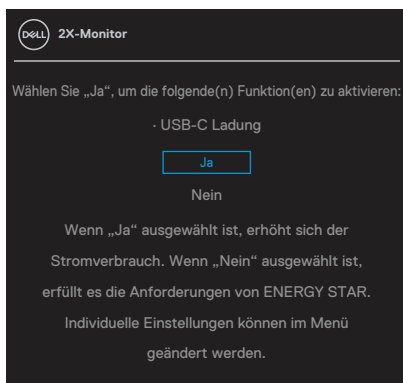 DELL 2X-Monitor
Wählen Sie „Ja“, um die folgende(n) Funktion(en) zu aktivieren:
· USB-C Ladung
Ja
Nein
Wenn „Ja“ ausgewählt ist, erhöht sich der
Stromverbrauch. Wenn „Nein“ ausgewählt ist,
erfüllt es die Anforderungen von ENERGY STAR.
Individuelle Einstellungen können im Menü
geändert werden.